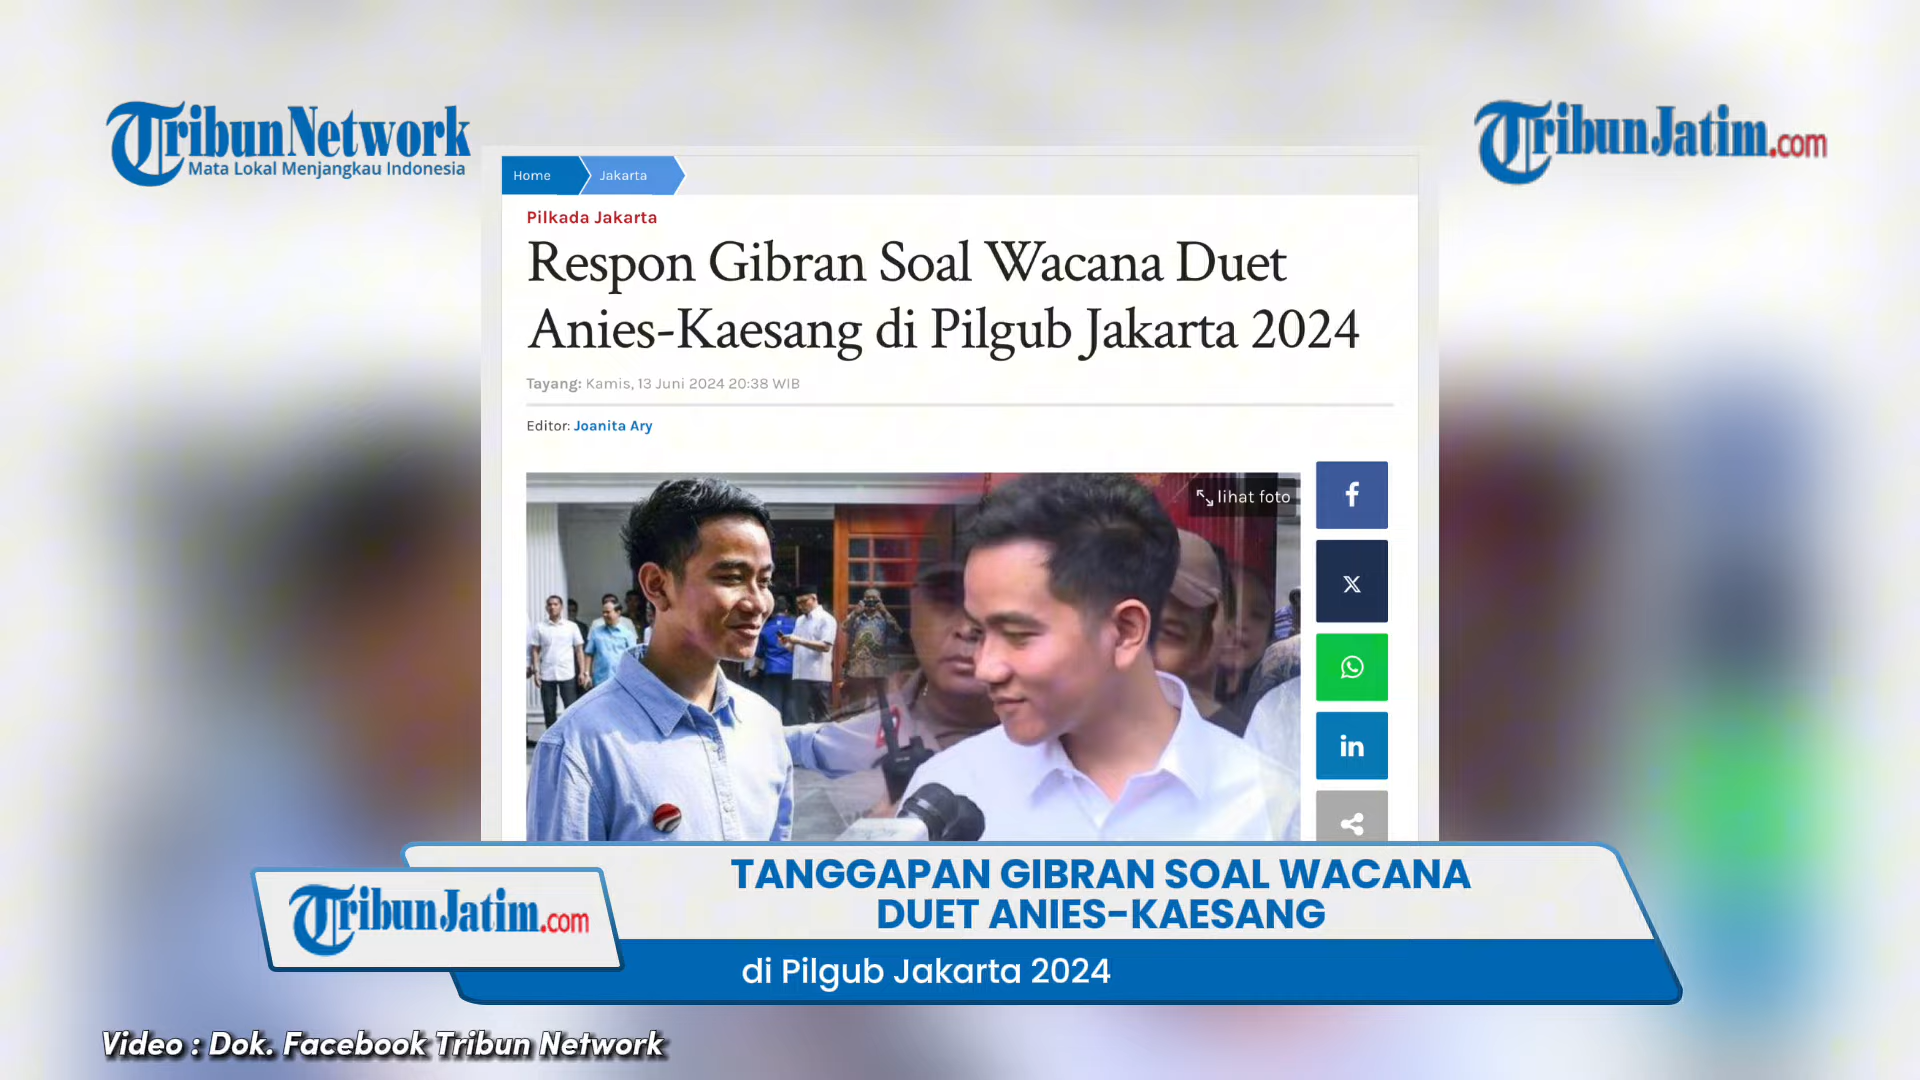 TribunNetwork
Mata Lokal Menjangkau Indonesia
TribunJatim.com
Home
Jakarta
Pilkada Jakarta
Respon Gibran Soal Wacana Duet
Anies-Kaesang di Pilgub Jakarta 2024
Tayang: Kamis, 13 Juni 2024 20:38 WIB
Editor: Joanita Ary
lihat foto
TribunJatim.com
TANGGAPAN GIBRAN SOAL WACANA
DUET ANIES-KAESANG
di Pilgub Jakarta 2024
Video : Dok. Facebook Tribun Network